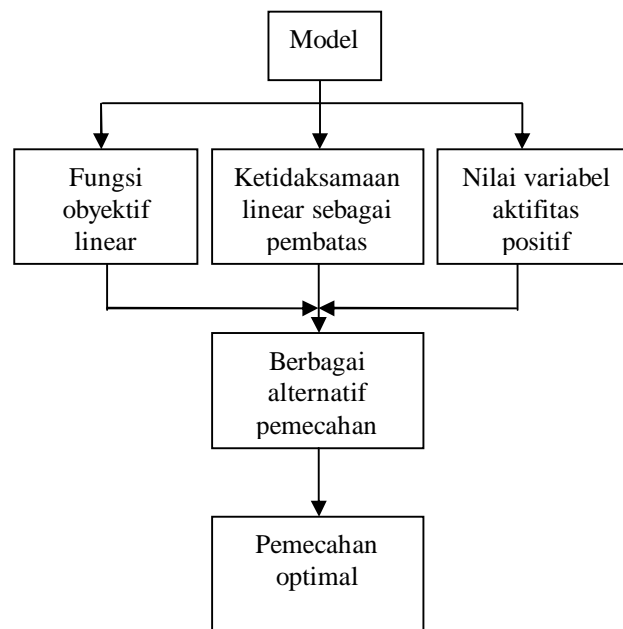 Model
Fungsi
obyektif
linear
Ketidaksamaan
linear sebagai
pembatas
Nilai variabel
aktifitas
positif
Berbagai
alternatif
pemecahan
Pemecahan
optimal